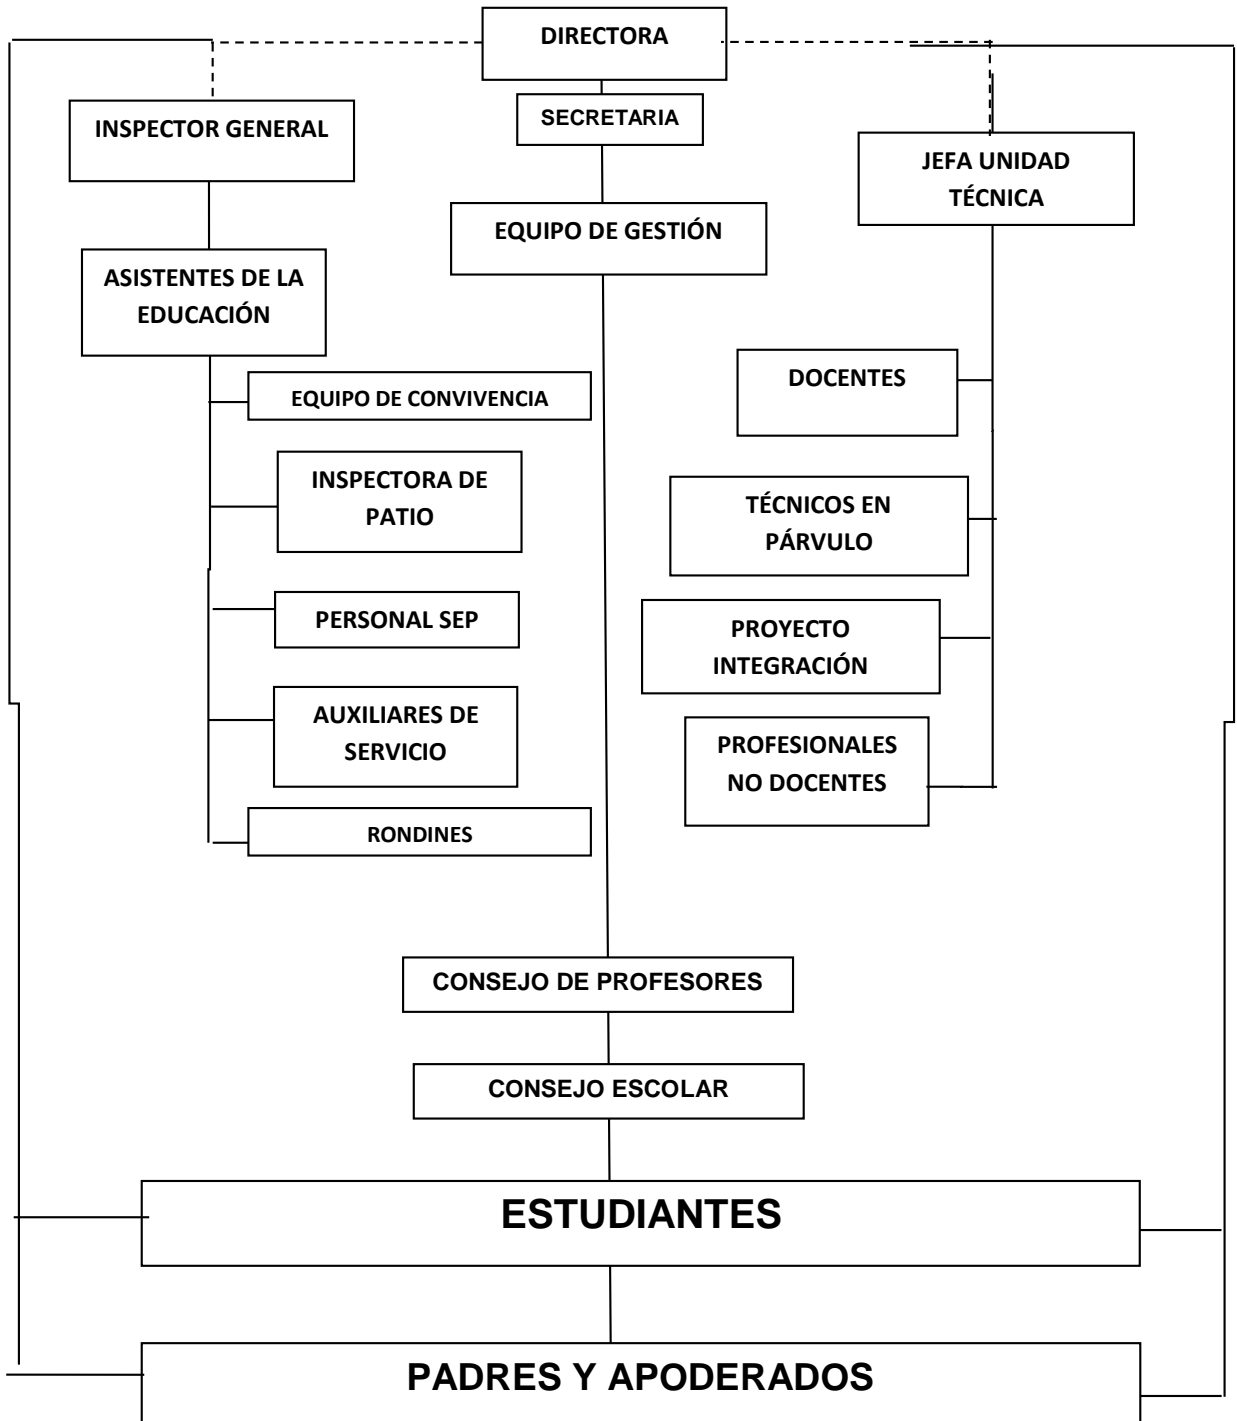 DIRECTORA
SECRETARIA
INSPECTOR GENERAL
JEFA UNIDAD
TÉCNICA
EQUIPO DE GESTIÓN
ASISTENTES DE LA
EDUCACIÓN
EQUIPO DE CONVIVENCIA
INSPECTORA DE
PATIO
PERSONAL SEP
AUXILIARES DE
SERVICIO
RONDINES
DOCENTES
TÉCNICOS EN
PÁRVULO
PROYECTO
INTEGRACIÓN
PROFESIONALES
NO DOCENTES
CONSEJO DE PROFESORES
CONSEJO ESCOLAR
ESTUDIANTES
PADRES Y APODERADOS